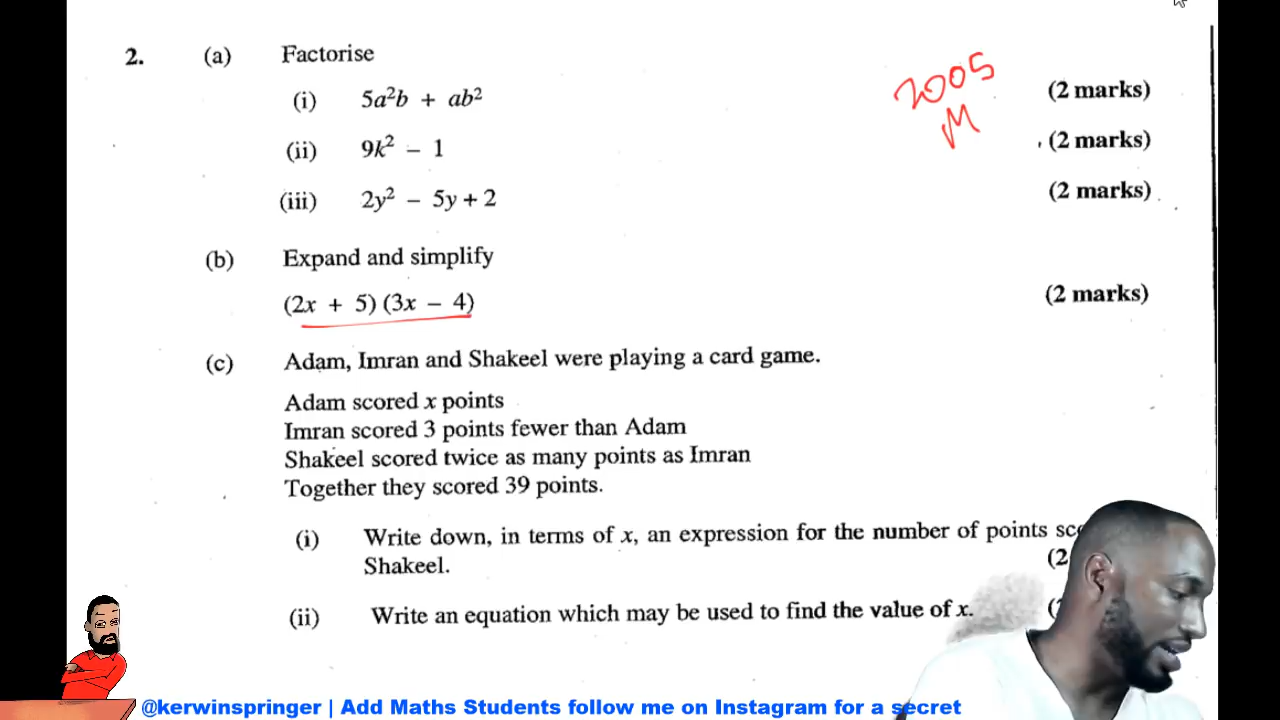 2. (a) Factorise
(i) 5a²b + ab² (2 marks)
(ii) 9k² – 1 (2 marks)
(iii) 2y² – 5y + 2 (2 marks)
2005
M
(b) Expand and simplify
(2x + 5) (3x – 4) (2 marks)
(c) Adam, Imran and Shakeel were playing a card game.
Adam scored x points
Imran scored 3 points fewer than Adam
Shakeel scored twice as many points as Imran
Together they scored 39 points.
(i) Write down, in terms of x, an expression for the number of points
Shakeel. (2
(ii) Write an equation which may be used to find the value of x.
@kerwinspringer | Add Maths Students follow me on Instagram for a secret